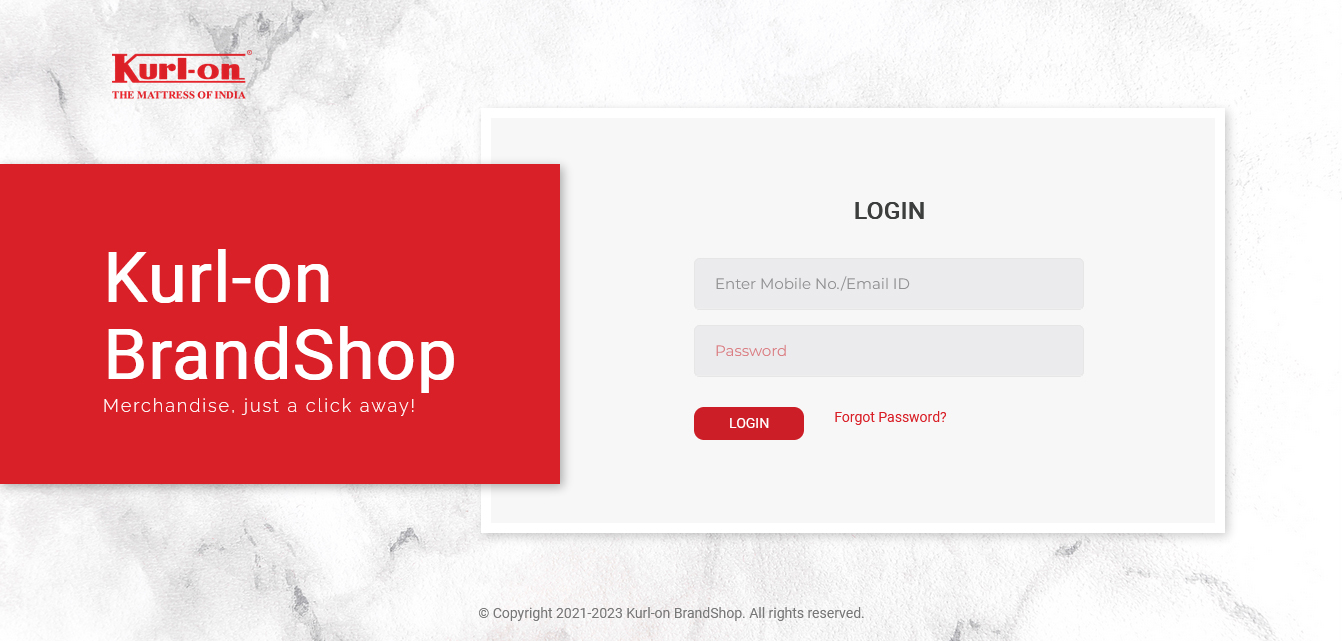 Kurl-on®
THE MATTRESS OF INDIA
Kurl-on
BrandShop
Merchandise, just a click away!
LOGIN
Enter Mobile No./Email ID
Password
LOGIN
Forgot Password?
© Copyright 2021-2023 Kurl-on BrandShop. All rights reserved.